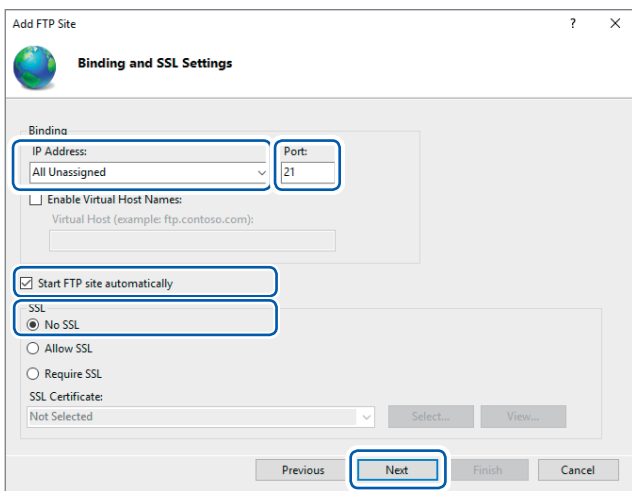 Add FTP Site ? ×
Binding and SSL Settings
Binding
IP Address: Port:
All Unassigned 21
Enable Virtual Host Names:
Virtual Host (example: ftp.contoso.com):
Start FTP site automatically
SSL
No SSL
Allow SSL
Require SSL
SSL Certificate:
Not Selected Select... View...
Previous Next Finish Cancel